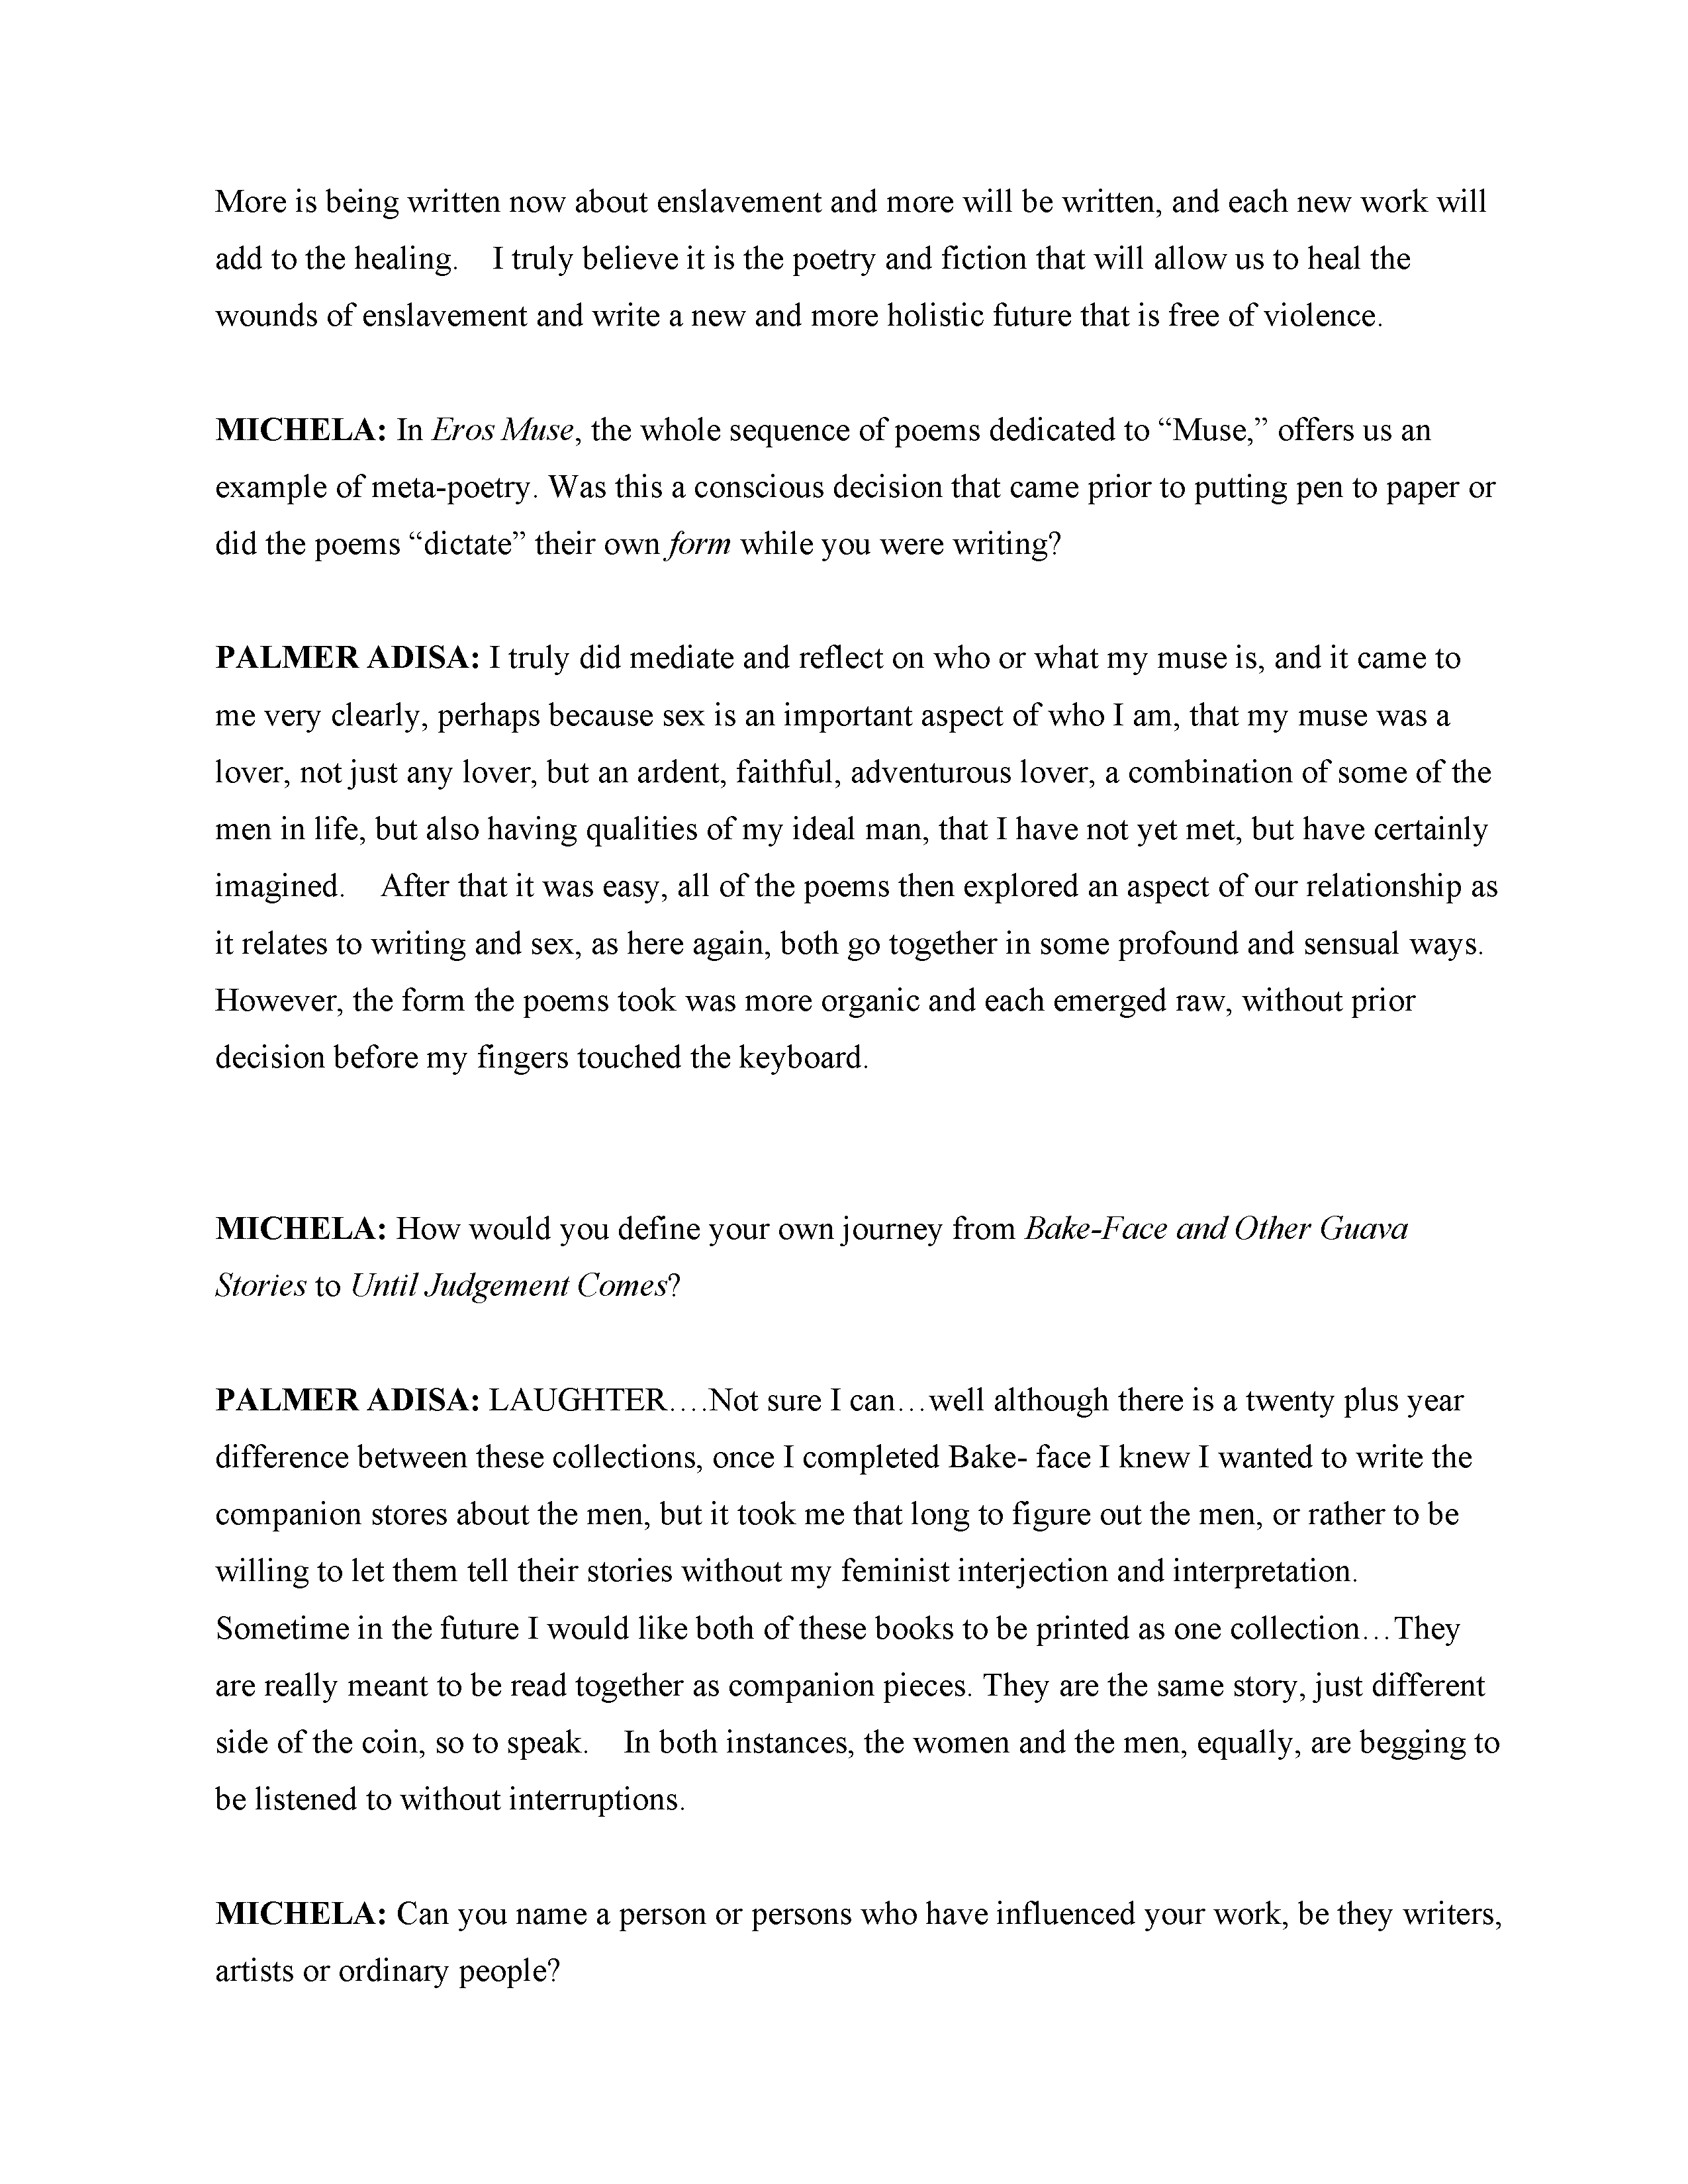 More is being written now about enslavement and more will be written, and each new work will
add to the healing.    I truly believe it is the poetry and fiction that will allow us to heal the
wounds of enslavement and write a new and more holistic future that is free of violence.
MICHELA: In Eros Muse, the whole sequence of poems dedicated to “Muse,” offers us an
example of meta-poetry. Was this a conscious decision that came prior to putting pen to paper or
did the poems “dictate” their own form while you were writing?
PALMER ADISA: I truly did mediate and reflect on who or what my muse is, and it came to
me very clearly, perhaps because sex is an important aspect of who I am, that my muse was a
lover, not just any lover, but an ardent, faithful, adventurous lover, a combination of some of the
men in life, but also having qualities of my ideal man, that I have not yet met, but have certainly
imagined.    After that it was easy, all of the poems then explored an aspect of our relationship as
it relates to writing and sex, as here again, both go together in some profound and sensual ways.
However, the form the poems took was more organic and each emerged raw, without prior
decision before my fingers touched the keyboard.
MICHELA: How would you define your own journey from Bake-Face and Other Guava
Stories to Until Judgement Comes?
PALMER ADISA: LAUGHTER….Not sure I can…well although there is a twenty plus year
difference between these collections, once I completed Bake- face I knew I wanted to write the
companion stores about the men, but it took me that long to figure out the men, or rather to be
willing to let them tell their stories without my feminist interjection and interpretation.
Sometime in the future I would like both of these books to be printed as one collection…They
are really meant to be read together as companion pieces. They are the same story, just different
side of the coin, so to speak.    In both instances, the women and the men, equally, are begging to
be listened to without interruptions.
MICHELA: Can you name a person or persons who have influenced your work, be they writers,
artists or ordinary people?